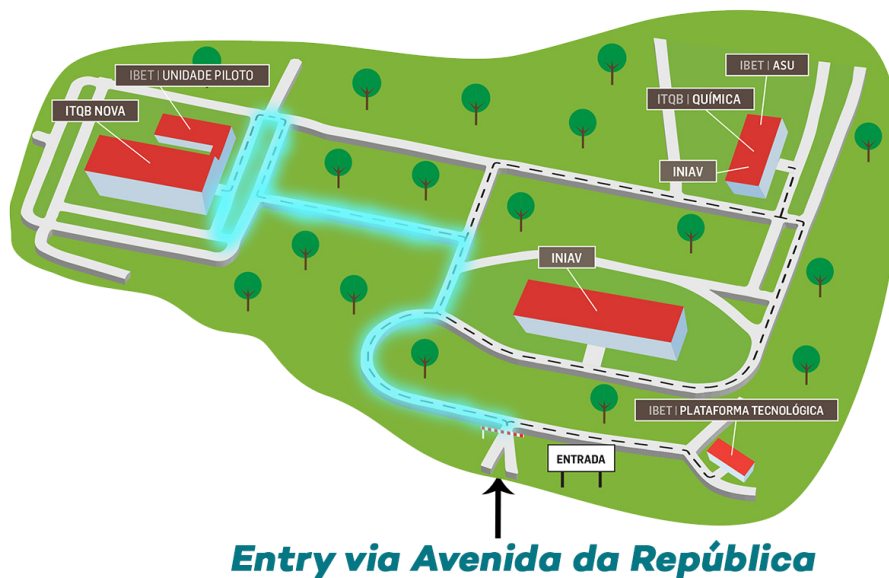 IBET | UNIDADE PILOTO
ITQB NOVA
IBET | ASU
ITQB | QUÍMICA
INIAV
INIAV
IBET | PLATAFORMA TECNOLÓGICA
ENTRADA
Entry via Avenida da República